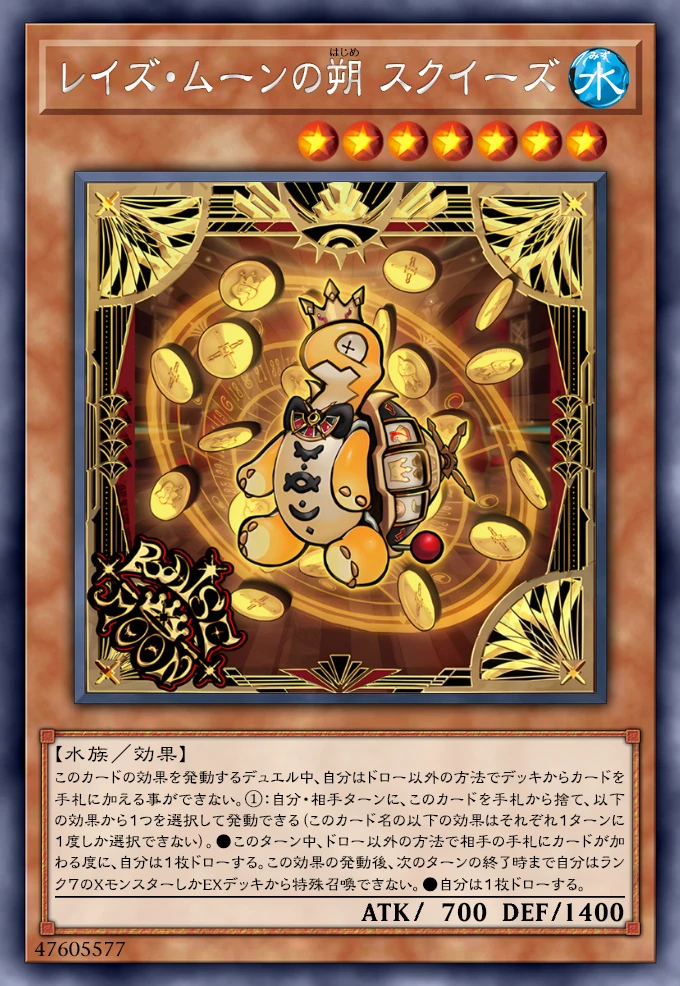 はじめ
レイズ・ムーンの朔 スクイーズ
みず
水
RAISE
MOON
【水族／効果】
このカードの効果を発動するデュエル中、自分はドロー以外の方法でデッキからカードを
手札に加える事ができない。①：自分・相手ターンに、このカードを手札から捨て、以下
の効果から1つを選択して発動できる(このカード名の以下の効果はそれぞれ1ターンに
1度しか選択できない)。●このターン中、ドロー以外の方法で相手の手札にカードが加
わる度に、自分は1枚ドローする。この効果の発動後、次のターンの終了時まで自分はラン
ク7のXモンスターしかEXデッキから特殊召喚できない。●自分は1枚ドローする。
ATK/ 700 DEF/1400
47605577